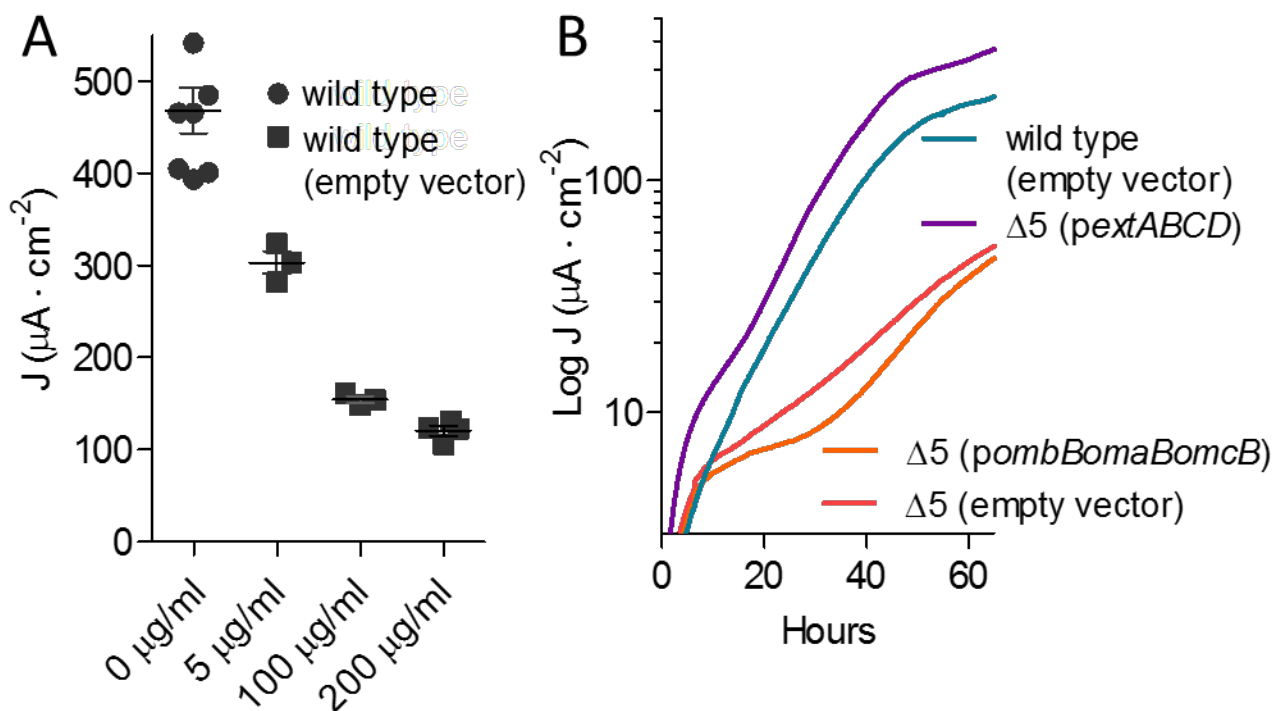 A
J (μA · cm-2)
500
400
300
200
100
0
wild type
wild type
(empty vector)
0 μg/ml
5 μg/ml
100 μg/ml
200 μg/ml
B
Log J (μA · cm-2)
100
10
0
20
40
60
Hours
wild type
(empty vector)
Δ5 (pextABCD)
Δ5 (pombBomaBomcB)
Δ5 (empty vector)